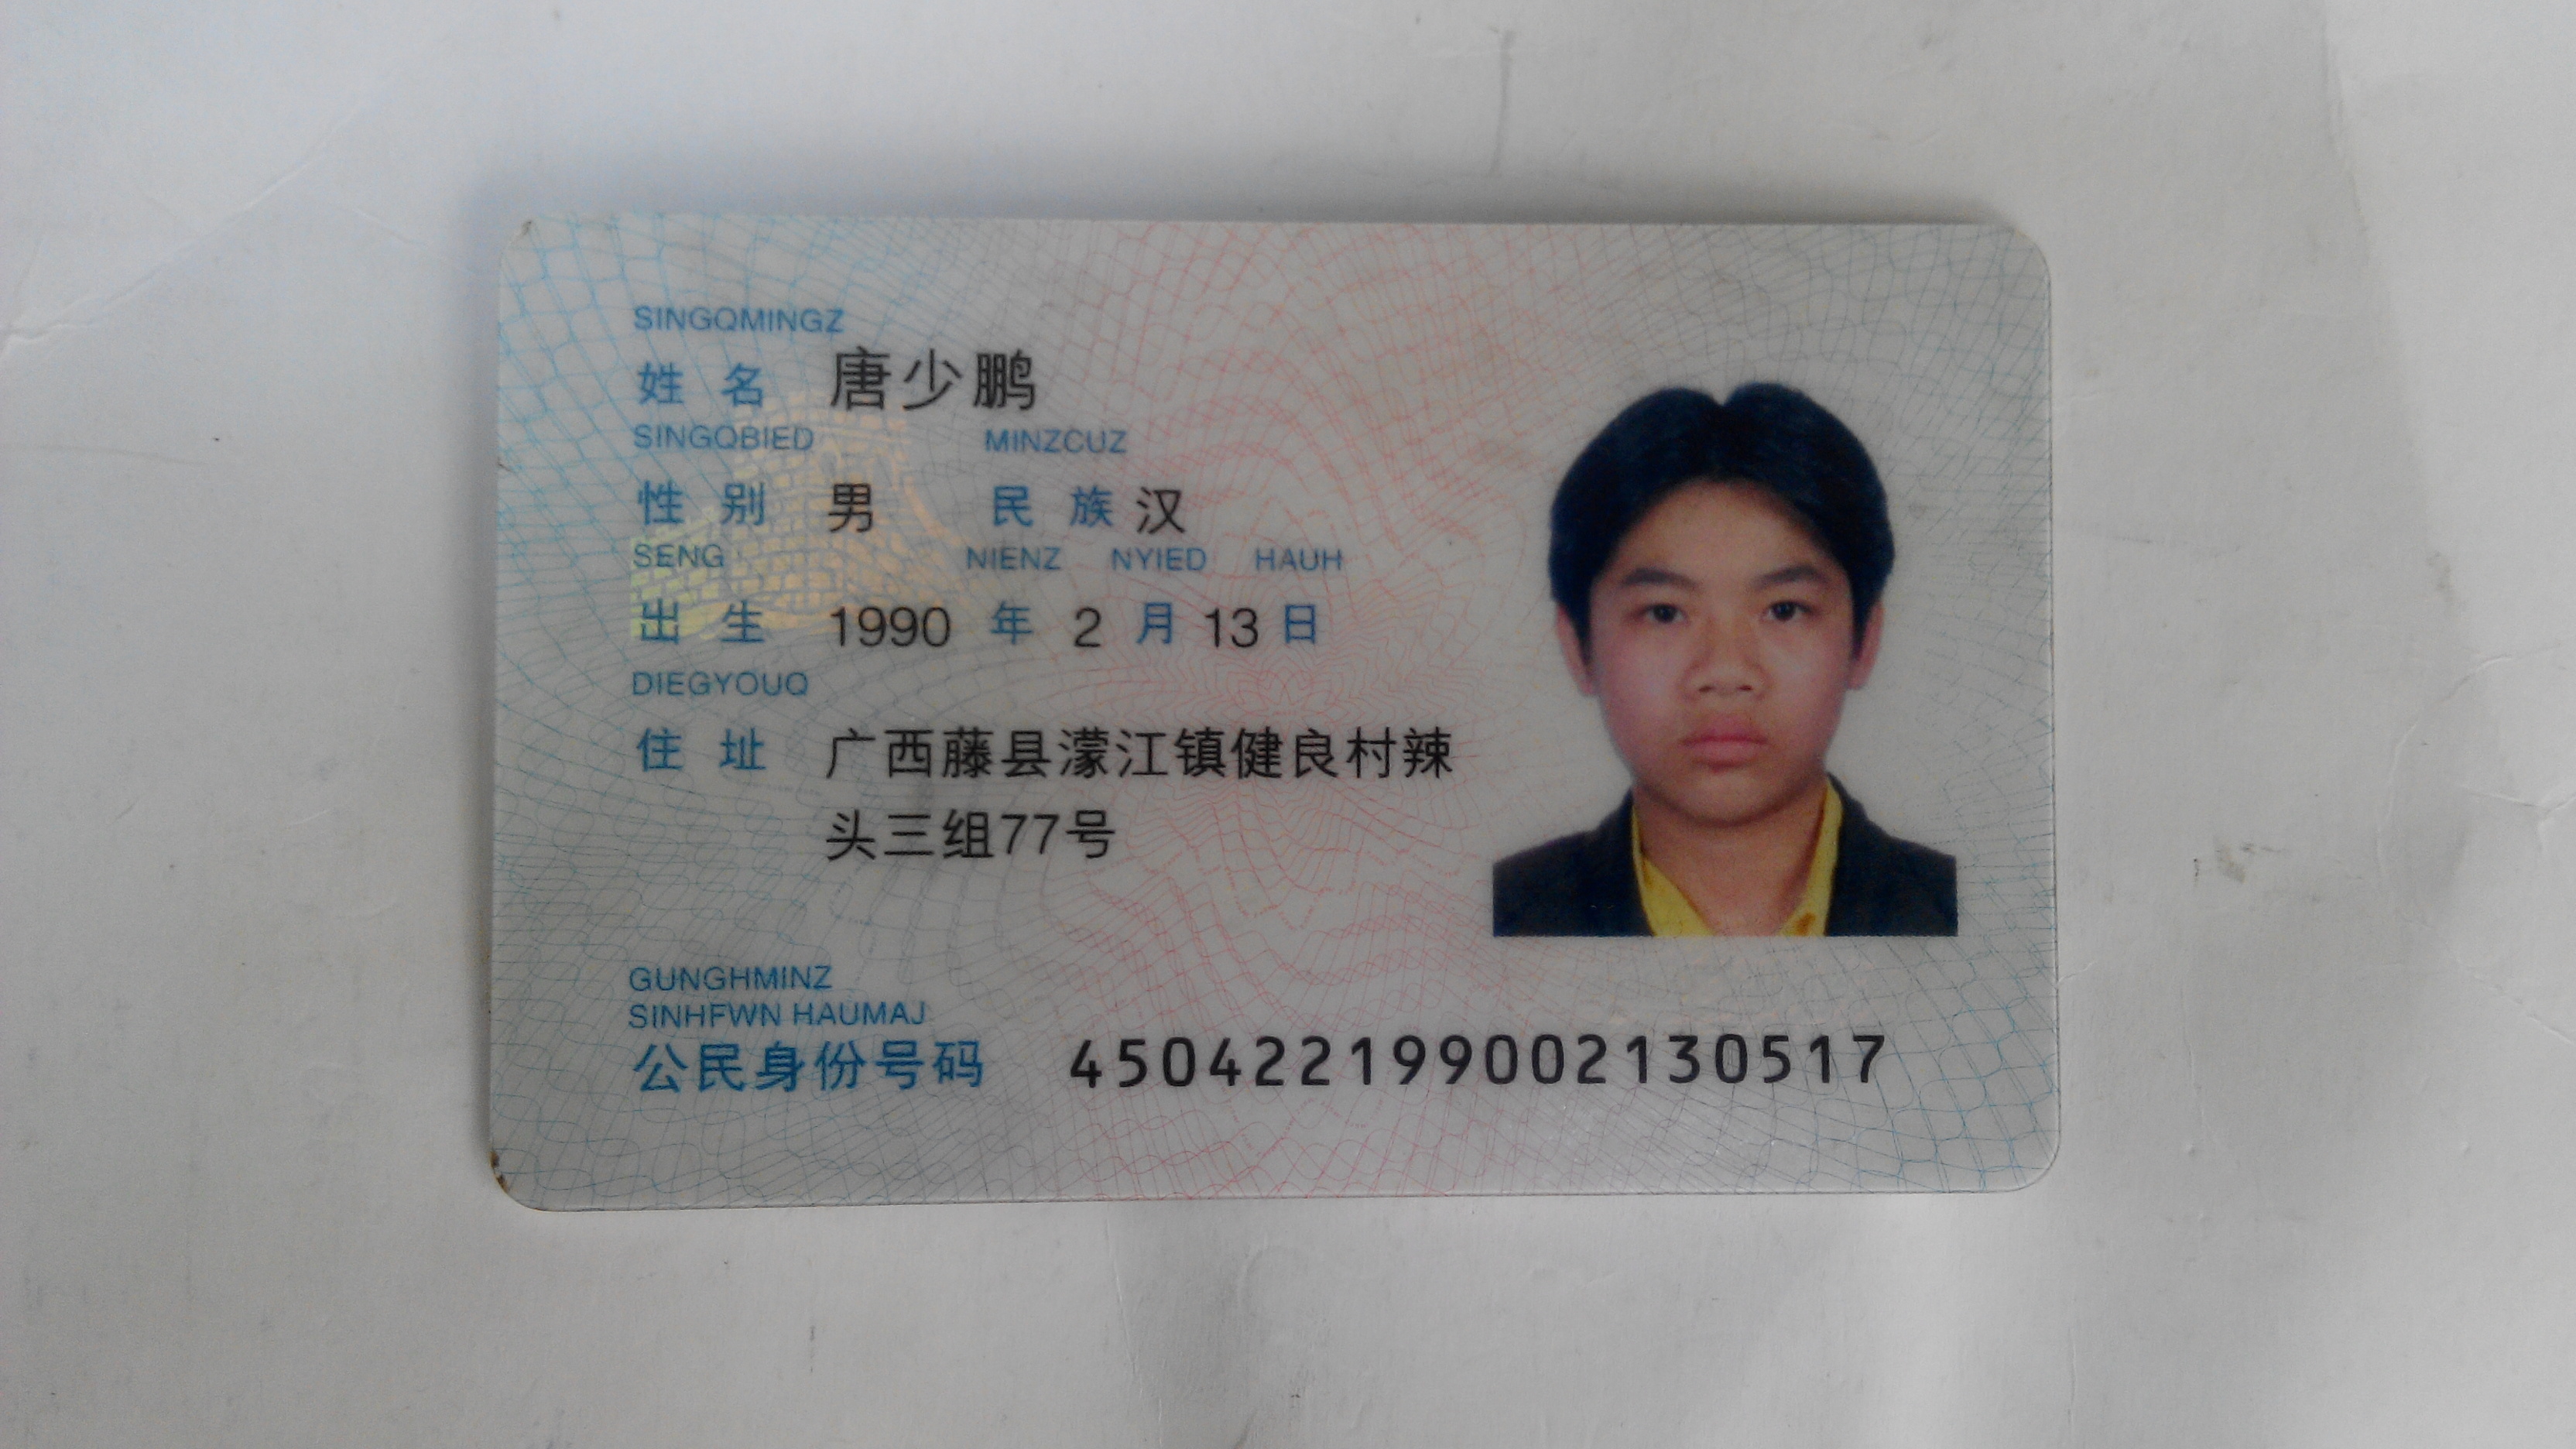 SINGQMINGZ
姓 名 唐少鹏
SINGQBIED MINZCUZ
性 别 男 民 族 汉
SENG NIENZ NYIED HAUH
出 生 1990 年 2 月 13 日
DIEGYOUQ
住 址 广西藤县濛江镇健良村辣
头三组77号
GUNGHMINZ
SINHFWN HAUMAJ
公民身份号码 450422199002130517